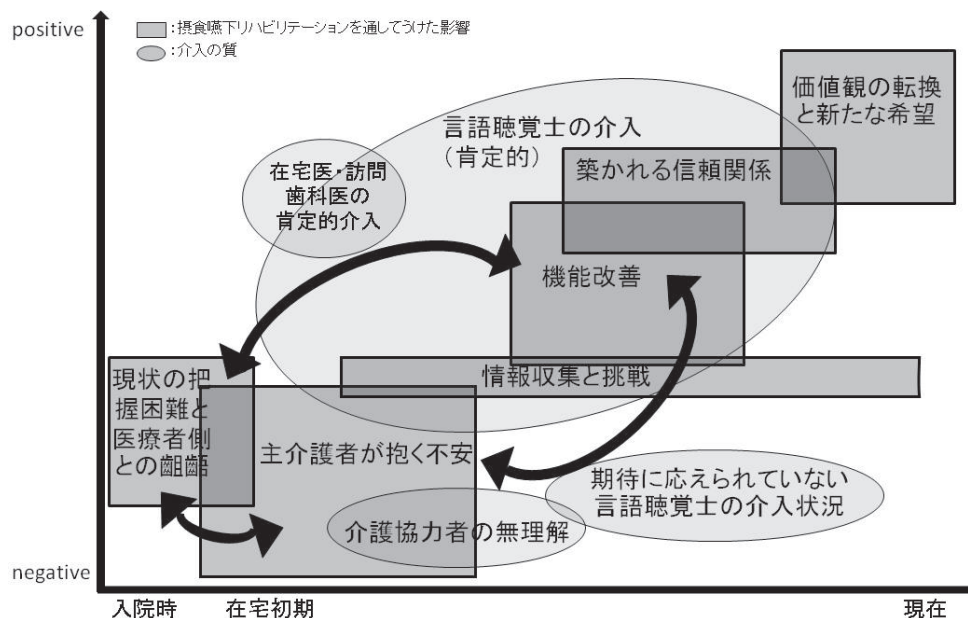 positive
:摂食嚥下リハビリテーションを通してうけた影響
:介入の質
価値観の転換
と新たな希望
言語聴覚士の介入
(肯定的)
築かれる信頼関係
在宅医・訪問
歯科医の
肯定的介入
機能改善
情報収集と挑戦
現状の把
握困難と
医療者側
との齟齬
主介護者が抱く不安
期待に応えられていない
言語聴覚士の介入状況
介護協力者の無理解
negative
入院時
在宅初期
現在